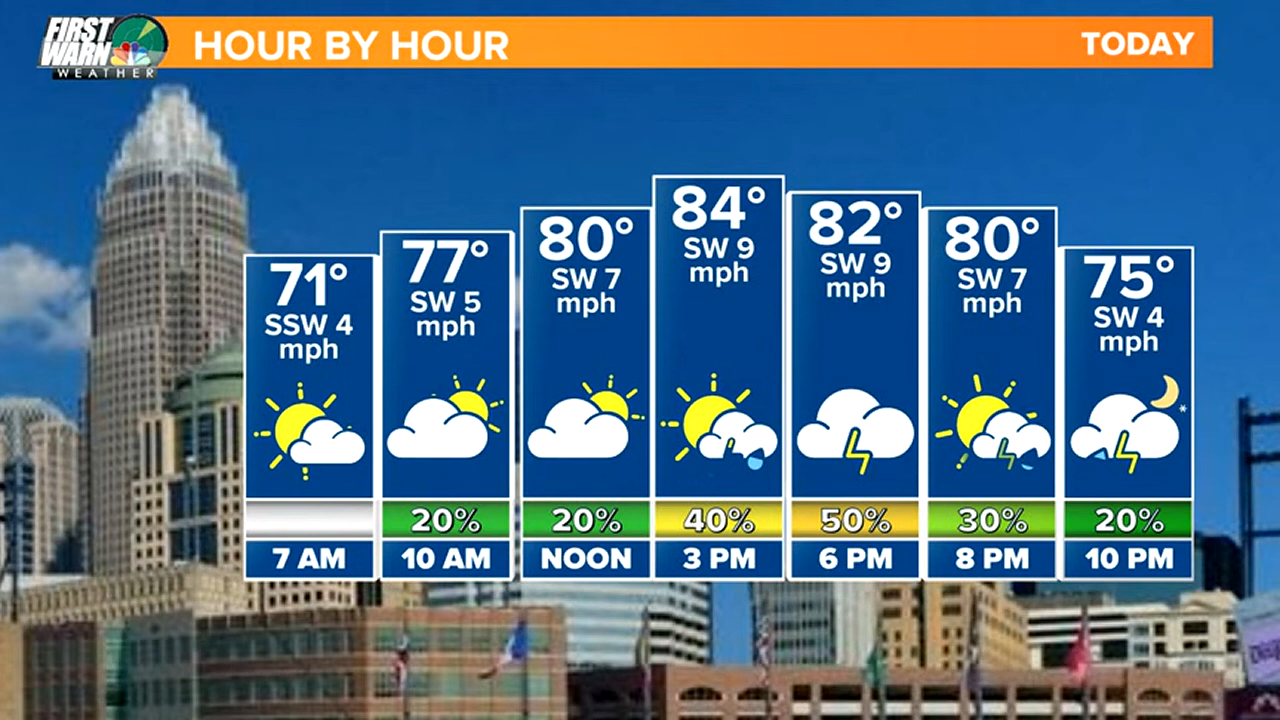 FIRST
WARN
WEATHER
HOUR BY HOUR
TODAY
71°
SSW 4
mph
7 AM
77°
SW 5
mph
20%
10 AM
80°
SW 7
mph
20%
NOON
84°
SW 9
mph
40%
3 PM
82°
SW 9
mph
50%
6 PM
80°
SW 7
mph
30%
8 PM
75°
SW 4
mph
20%
10 PM